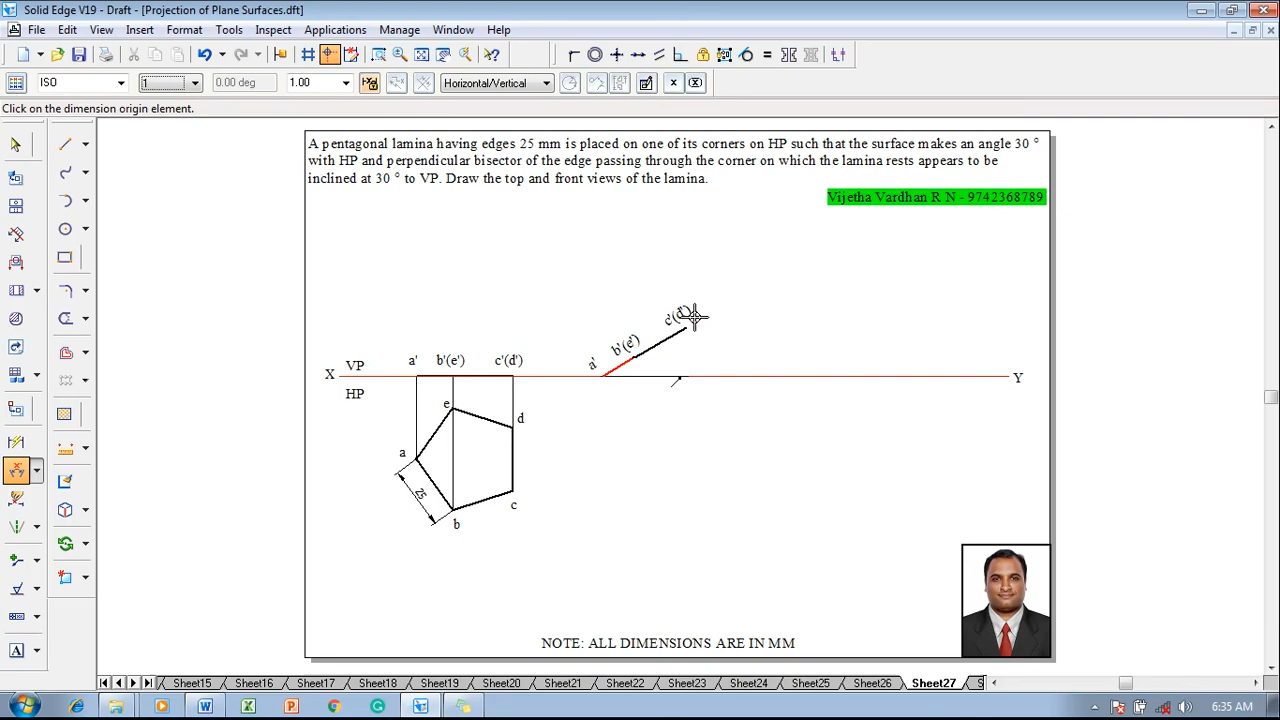 Solid Edge V19 - Draft - [Projection of Plane Surfaces.dft]
File Edit View Insert Format Tools Inspect Applications Manage Window Help
ISO 1 0.00 deg 1.00 Horizontal/Vertical
Click on the dimension origin element.
A pentagonal lamina having edges 25 mm is placed on one of its corners on HP such that the surface makes an angle 30 °
with HP and perpendicular bisector of the edge passing through the corner on which the lamina rests appears to be
inclined at 30 ° to VP. Draw the top and front views of the lamina.
Vijetha Vardhan R N - 9742368789
c'(d')
b'(e')
a'
VP a' b'(e') c'(d')
X Y
HP
e
d
a
25
c
b
NOTE: ALL DIMENSIONS ARE IN MM
Sheet15 Sheet16 Sheet17 Sheet18 Sheet19 Sheet20 Sheet21 Sheet22 Sheet23 Sheet24 Sheet25 Sheet26 Sheet27 S
6:35 AM